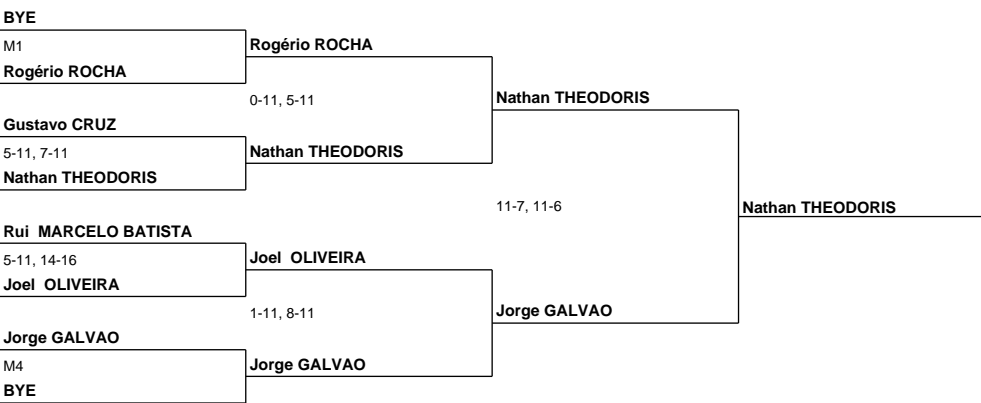 BYE
M1
Rogério ROCHA
Rogério ROCHA
0-11, 5-11
Nathan THEODORIS
Gustavo CRUZ
5-11, 7-11
Nathan THEODORIS
Nathan THEODORIS
11-7, 11-6
Nathan THEODORIS
Rui MARCELO BATISTA
5-11, 14-16
Joel OLIVEIRA
Joel OLIVEIRA
1-11, 8-11
Jorge GALVAO
Jorge GALVAO
M4
BYE
Jorge GALVAO